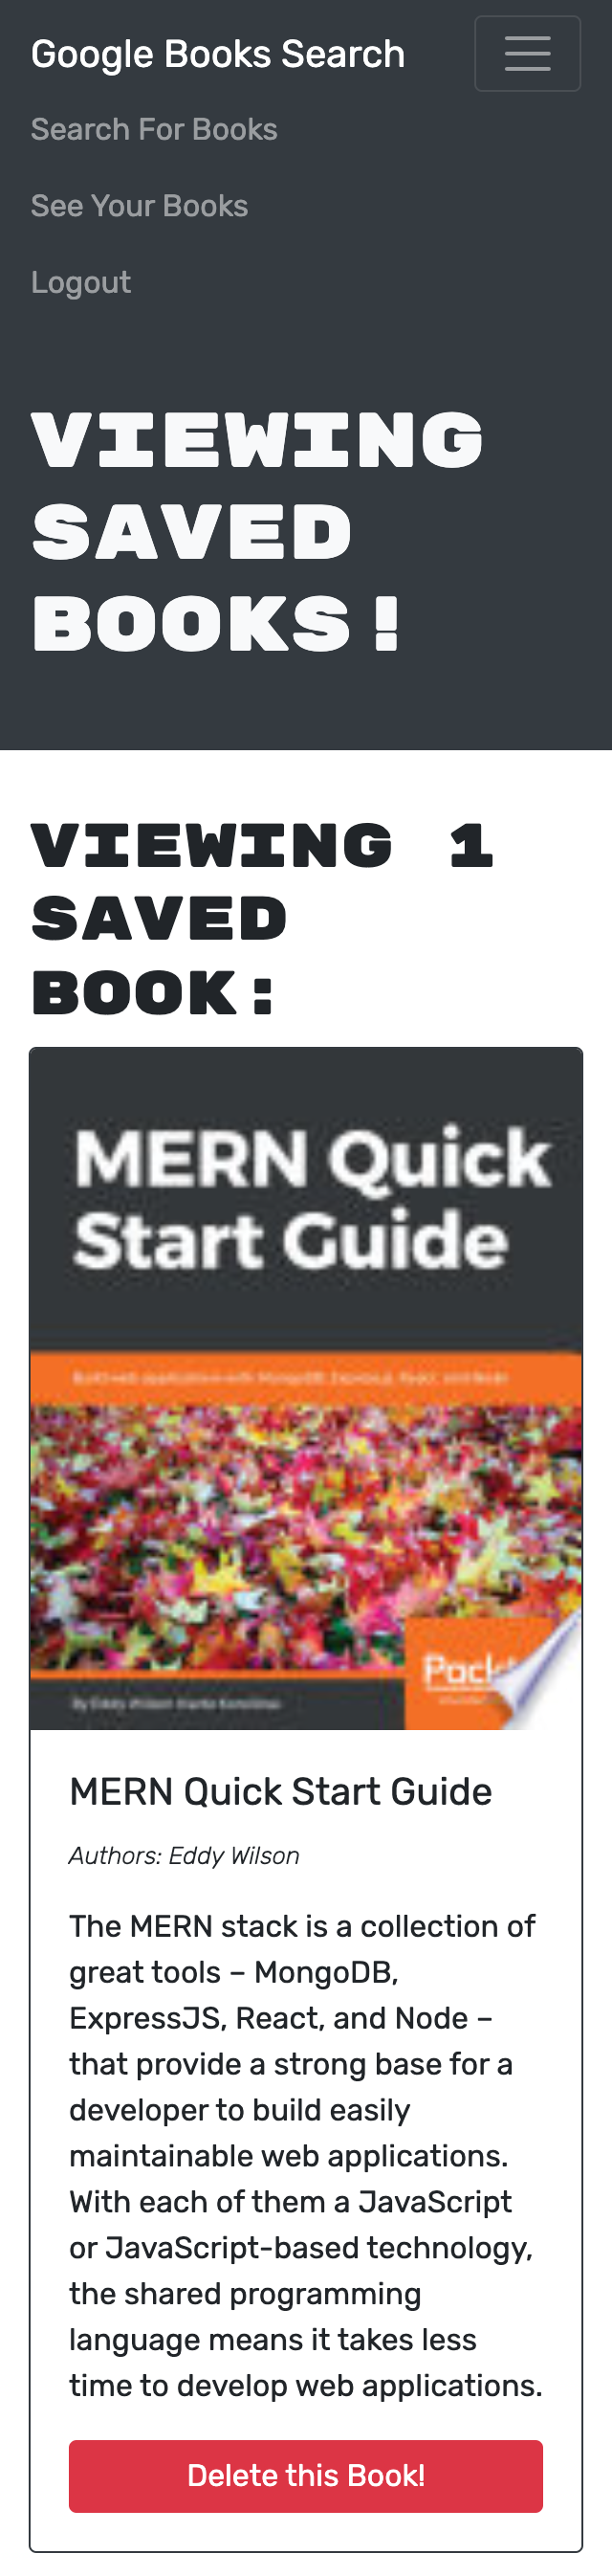 Google Books Search
Search For Books
See Your Books
Logout
VIEWING
SAVED
BOOKS!
VIEWING 1
SAVED
BOOK:
MERN Quick
Start Guide
Packt
MERN Quick Start Guide
Authors: Eddy Wilson
The MERN stack is a collection of
great tools – MongoDB,
ExpressJS, React, and Node –
that provide a strong base for a
developer to build easily
maintainable web applications.
With each of them a JavaScript
or JavaScript-based technology,
the shared programming
language means it takes less
time to develop web applications.
Delete this Book!